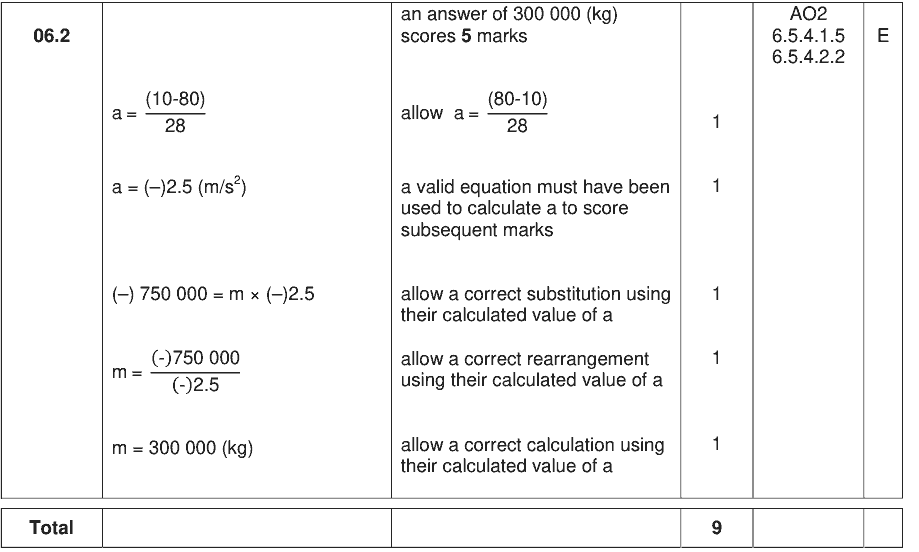 06.2
an answer of 300 000 (kg)
scores 5 marks
AO2
6.5.4.1.5
6.5.4.2.2
E
a = (10-80)
28
allow a = (80-10)
28
1
a = (–)2.5 (m/s²)
a valid equation must have been
used to calculate a to score
subsequent marks
1
(–) 750 000 = m × (–)2.5
allow a correct substitution using
their calculated value of a
1
m = (-)750 000
(-)2.5
allow a correct rearrangement
using their calculated value of a
1
m = 300 000 (kg)
allow a correct calculation using
their calculated value of a
1
Total
9